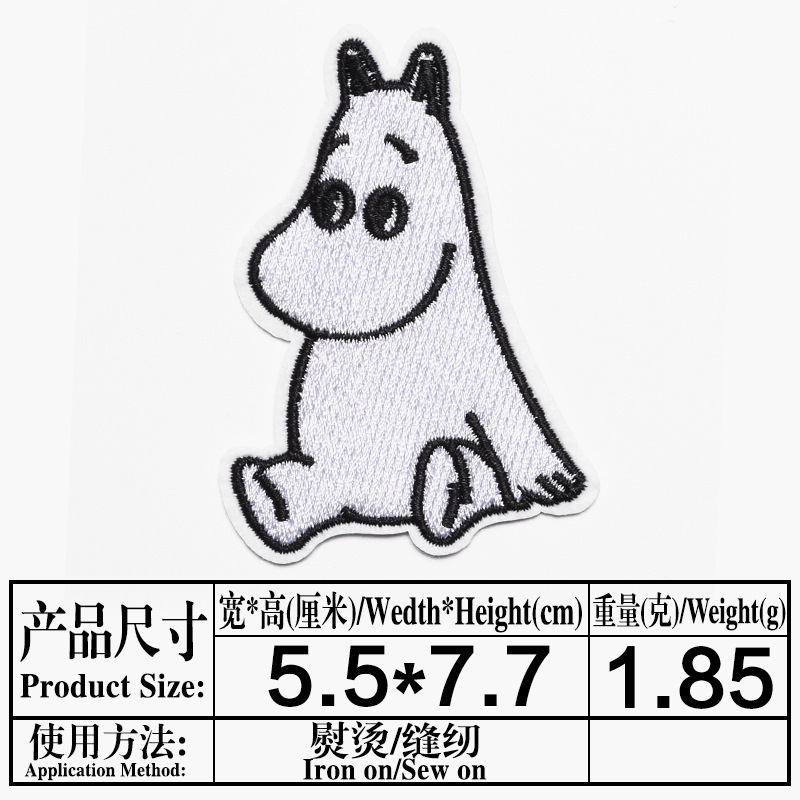 产品尺寸
Product Size:
宽*高(厘米)/Wedth*Height(cm)
5.5*7.7
重量(克)/Weight(g)
1.85
使用方法:
Application Method:
熨烫/缝纫
Iron on/Sew on